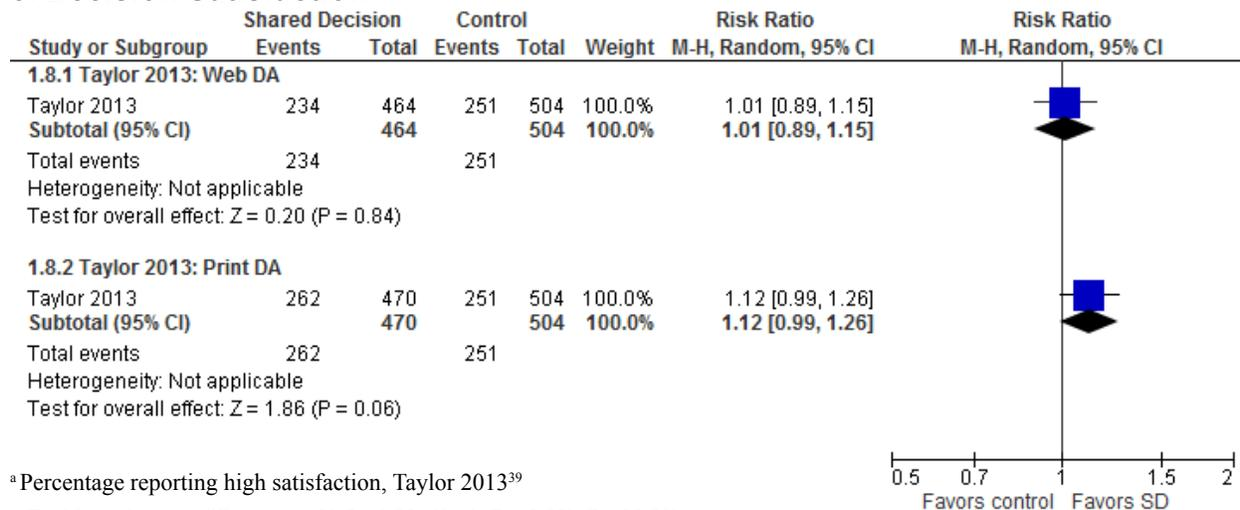 Shared Decision Control Risk Ratio Risk Ratio
Study or Subgroup Events Total Events Total Weight M-H, Random, 95% CI M-H, Random, 95% CI
1.8.1 Taylor 2013: Web DA
Taylor 2013 234 464 251 504 100.0% 1.01 [0.89, 1.15]
Subtotal (95% CI) 464 504 100.0% 1.01 [0.89, 1.15]
Total events 234 251
Heterogeneity: Not applicable
Test for overall effect: Z = 0.20 (P = 0.84)
1.8.2 Taylor 2013: Print DA
Taylor 2013 262 470 251 504 100.0% 1.12 [0.99, 1.26]
Subtotal (95% CI) 470 504 100.0% 1.12 [0.99, 1.26]
Total events 262 251
Heterogeneity: Not applicable
Test for overall effect: Z = 1.86 (P = 0.06)
0.5 0.7 1 1.5 2
Favors control Favors SD
ᵃ Percentage reporting high satisfaction, Taylor 2013³⁹